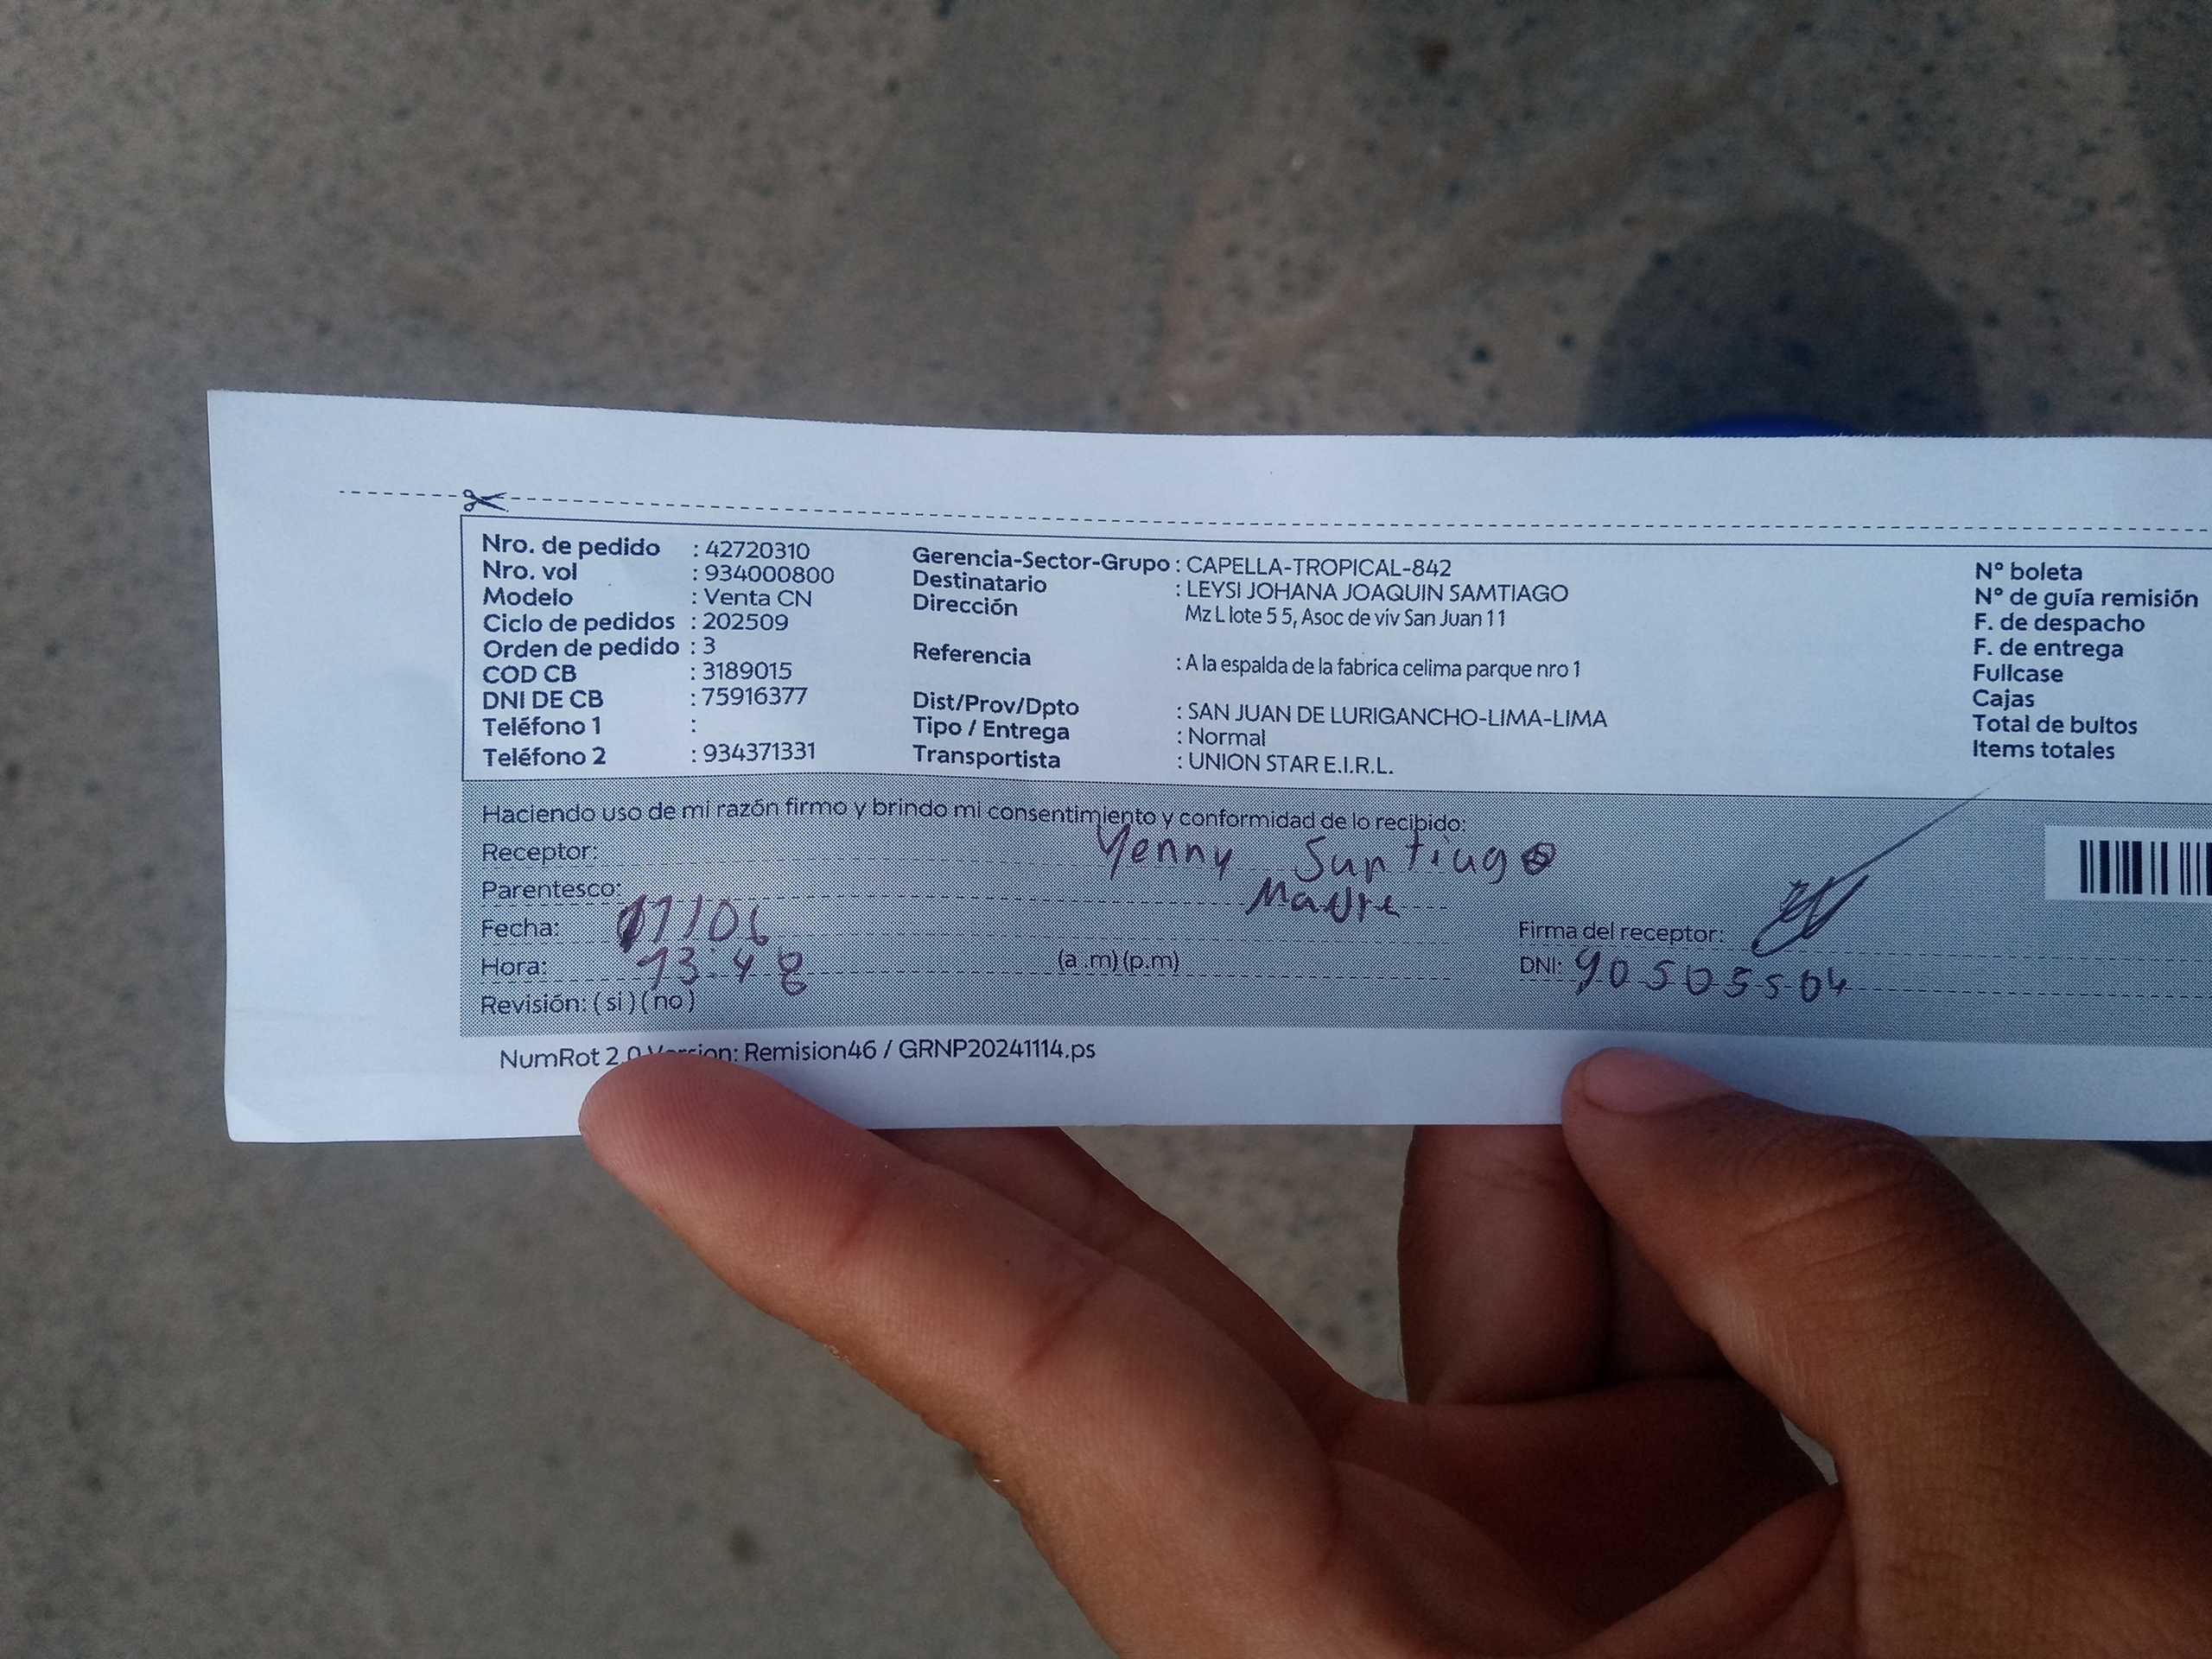 Nro. de pedido : 42720310
Nro. vol : 934000800
Modelo : Venta CN
Ciclo de pedidos : 202509
Orden de pedido : 3
COD CB : 3189015
DNI DE CB : 75916377
Teléfono 1 :
Teléfono 2 : 934371331
Gerencia-Sector-Grupo : CAPELLA-TROPICAL-842
Destinatario : LEYSI JOHANA JOAQUIN SAMTIAGO
Dirección Mz L lote 5 5, Asoc de viv San Juan 11
Referencia : A la espalda de la fabrica celima parque nro 1
Dist/Prov/Dpto : SAN JUAN DE LURIGANCHO-LIMA-LIMA
Tipo / Entrega : Normal
Transportista : UNION STAR E.I.R.L.
N° boleta
N° de guía remisión
F. de despacho
F. de entrega
Fullcase
Cajas
Total de bultos
Items totales
Haciendo uso de mi razón firmo y brindo mi consentimiento y conformidad de lo recibido:
Receptor: Yenny Santiago
Parentesco: Madre
Fecha: 11/06
Hora: 13:48 (a.m) (p.m)
Revisión: (si) (no)
Firma del receptor:
DNI: 90505504
NumRot 2.0 Version: Remision46 / GRNP20241114.ps